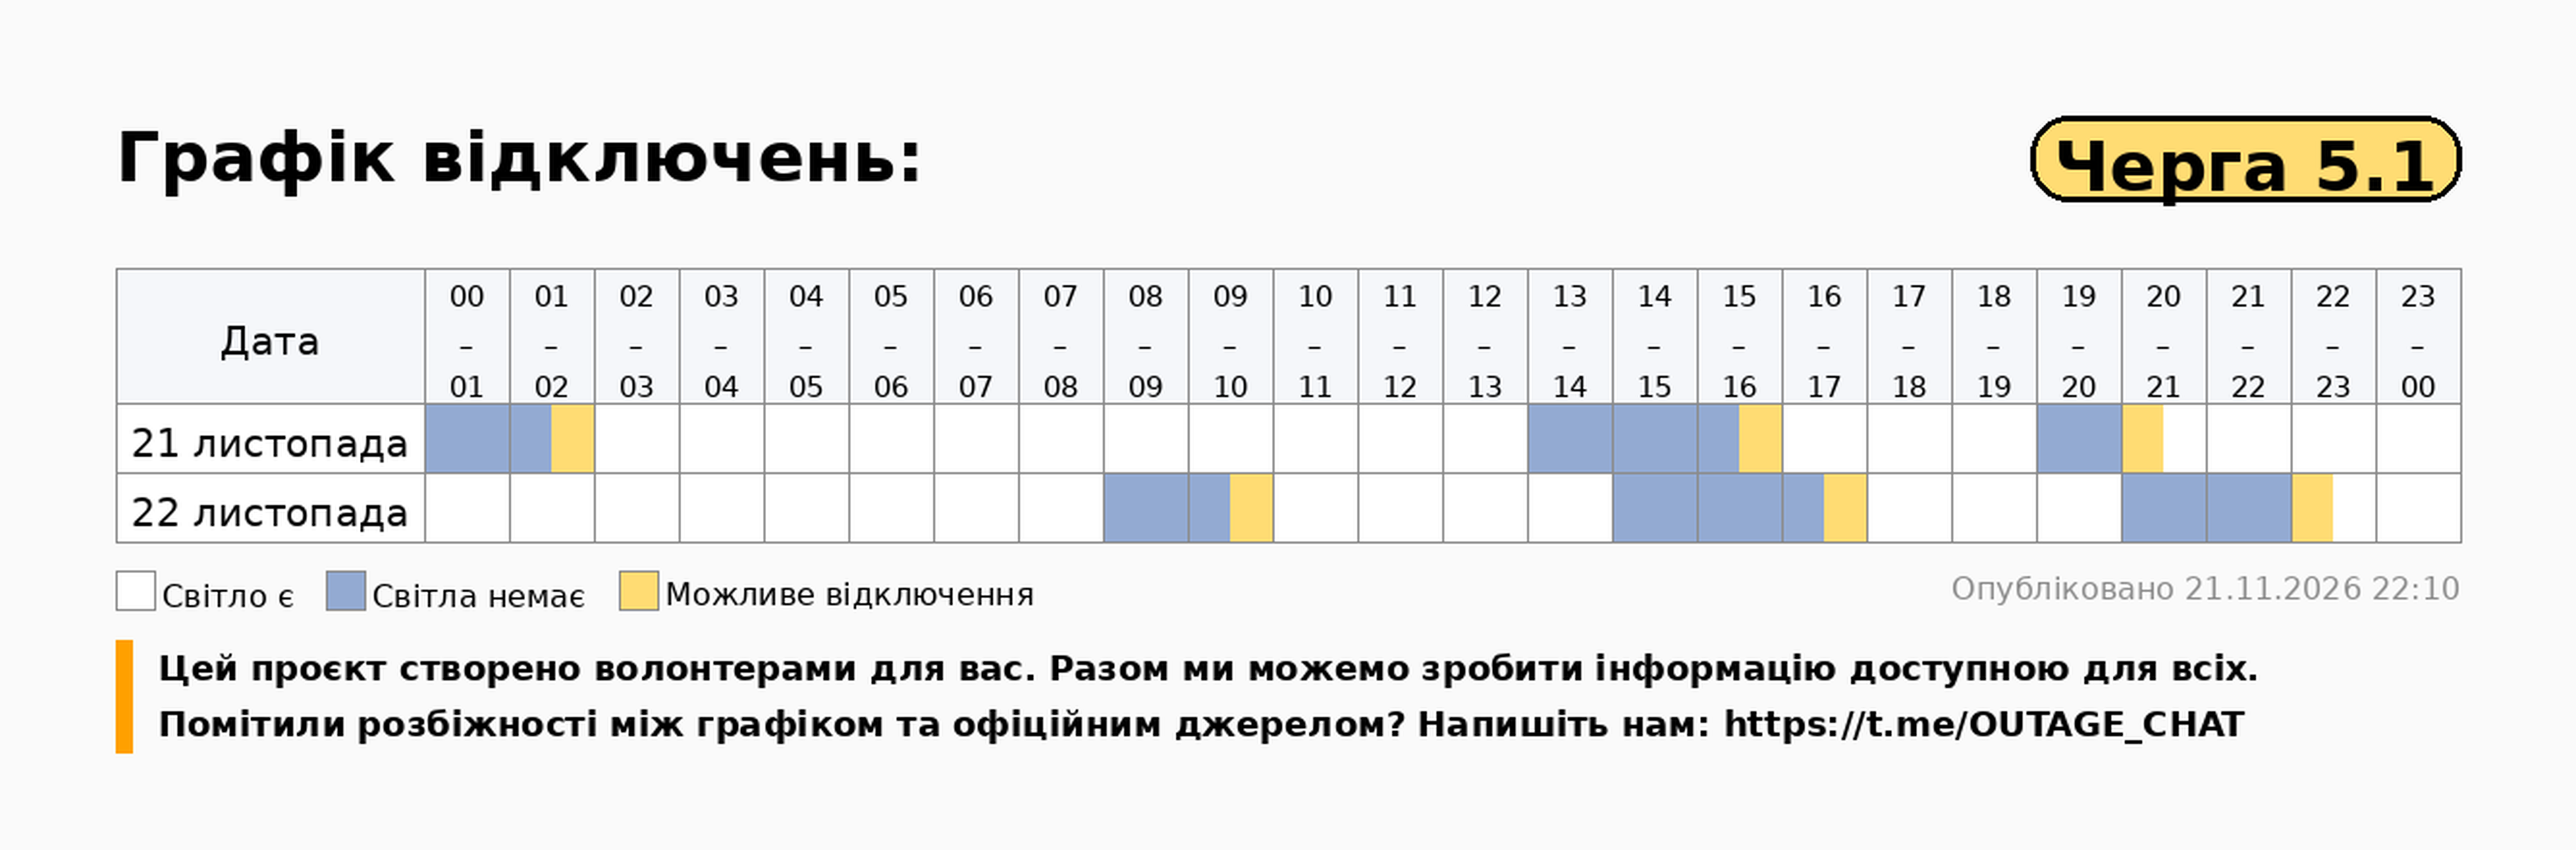 Графік відключень:
Черга 5.1
Дата 00 – 01 01 – 02 02 – 03 03 – 04 04 – 05 05 – 06 06 – 07 07 – 08 08 – 09 09 – 10 10 – 11 11 – 12 12 – 13 13 – 14 14 – 15 15 – 16 16 – 17 17 – 18 18 – 19 19 – 20 20 – 21 21 – 22 22 – 23 23 – 00
21 листопада
22 листопада
Світло є Світла немає Можливе відключення
Опубліковано 21.11.2026 22:10
Цей проєкт створено волонтерами для вас. Разом ми можемо зробити інформацію доступною для всіх.
Помітили розбіжності між графіком та офіційним джерелом? Напишіть нам: https://t.me/OUTAGE_CHAT